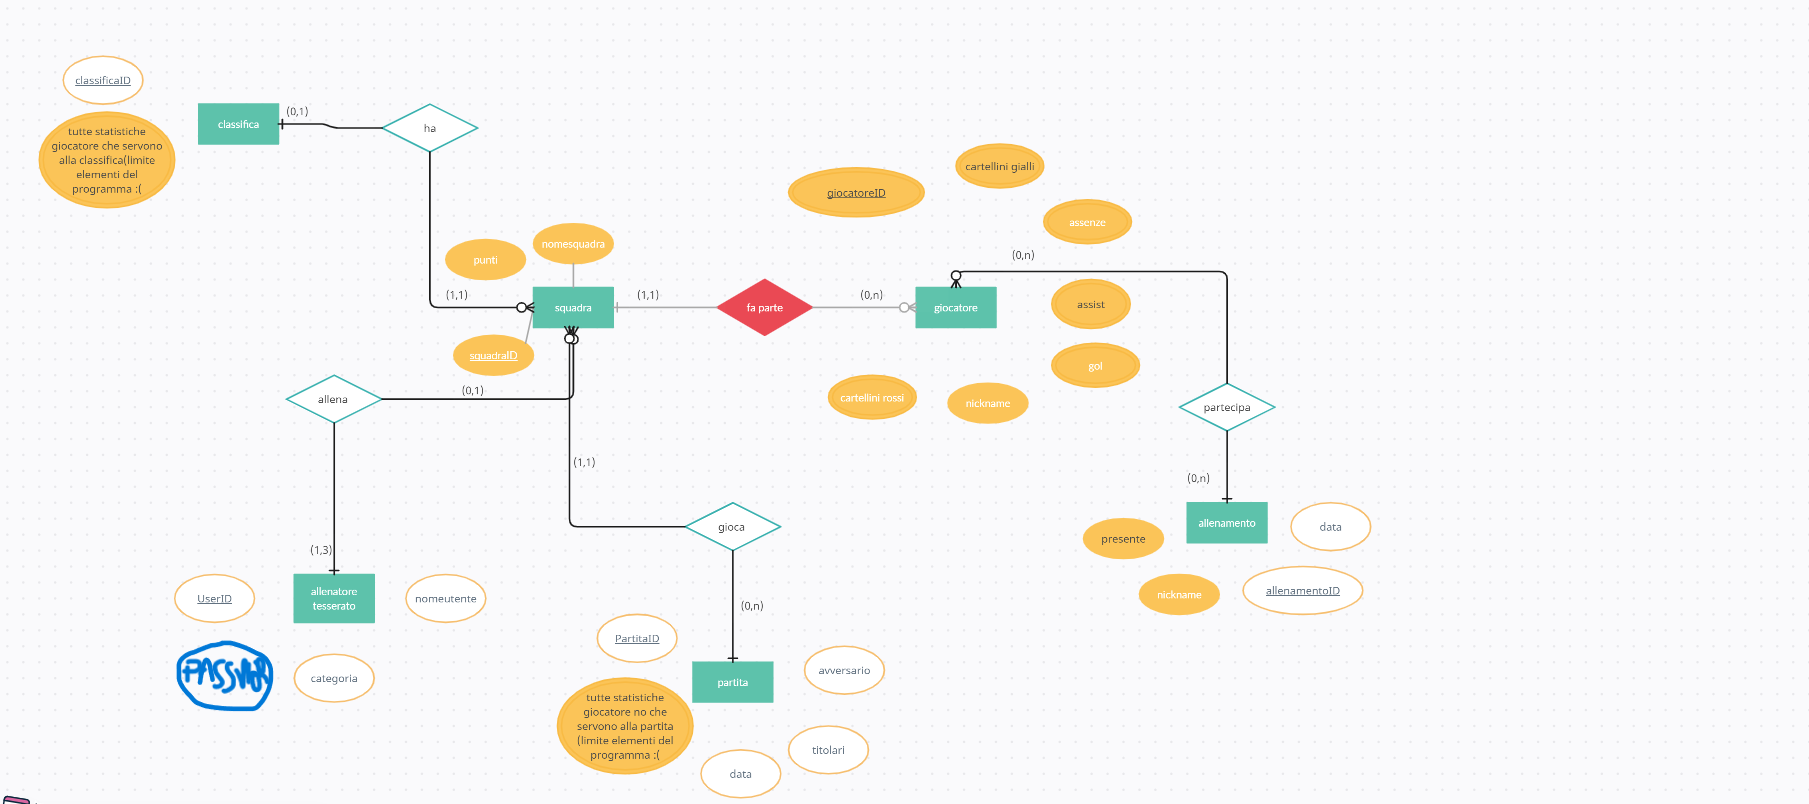 classificaID
tutte statistiche
giocatore che servono
alla classifica(limite
elementi del
programma :(
classifica
(0,1)
ha
cartellini gialli
giocatoreID
assenze
nomesquadra
punti
(0,n)
(1,1)
squadra
(1,1)
fa parte
(0,n)
giocatore
assist
squadraID
gol
allena
(0,1)
cartellini rossi
nickname
partecipa
(1,1)
(0,n)
gioca
allenamento
data
presente
(1,3)
UserID
allenatore
tesserato
nomeutente
nickname
allenamentoID
(0,n)
PartitaID
categoria
partita
avversario
tutte statistiche
giocatore no che
servono alla partita
(limite elementi del
programma :(
titolari
data